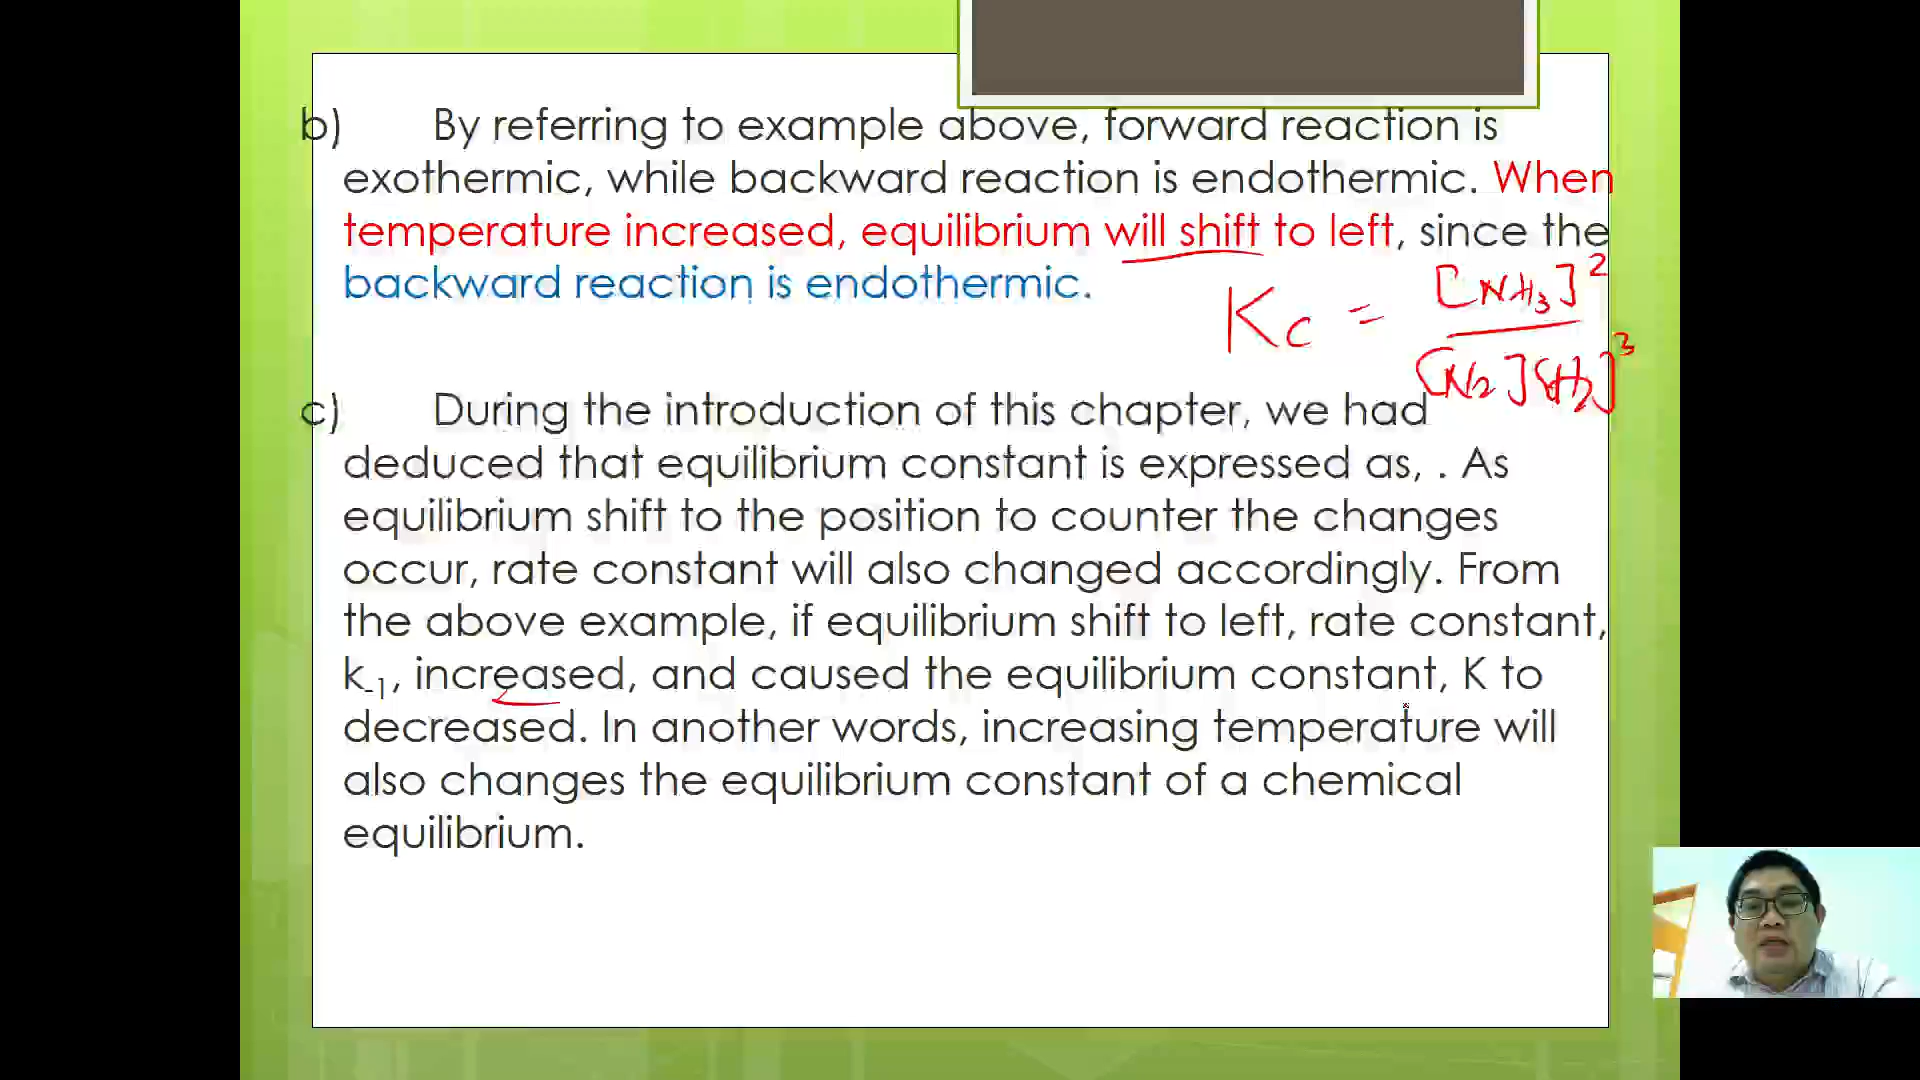 b) By referring to example above, forward reaction is
exothermic, while backward reaction is endothermic. When
temperature increased, equilibrium will shift to left, since the
backward reaction is endothermic.
Kc = [NH3]² / [N2][H2]³
c) During the introduction of this chapter, we had
deduced that equilibrium constant is expressed as, . As
equilibrium shift to the position to counter the changes
occur, rate constant will also changed accordingly. From
the above example, if equilibrium shift to left, rate constant,
k-1, increased, and caused the equilibrium constant, K to
decreased. In another words, increasing temperature will
also changes the equilibrium constant of a chemical
equilibrium.